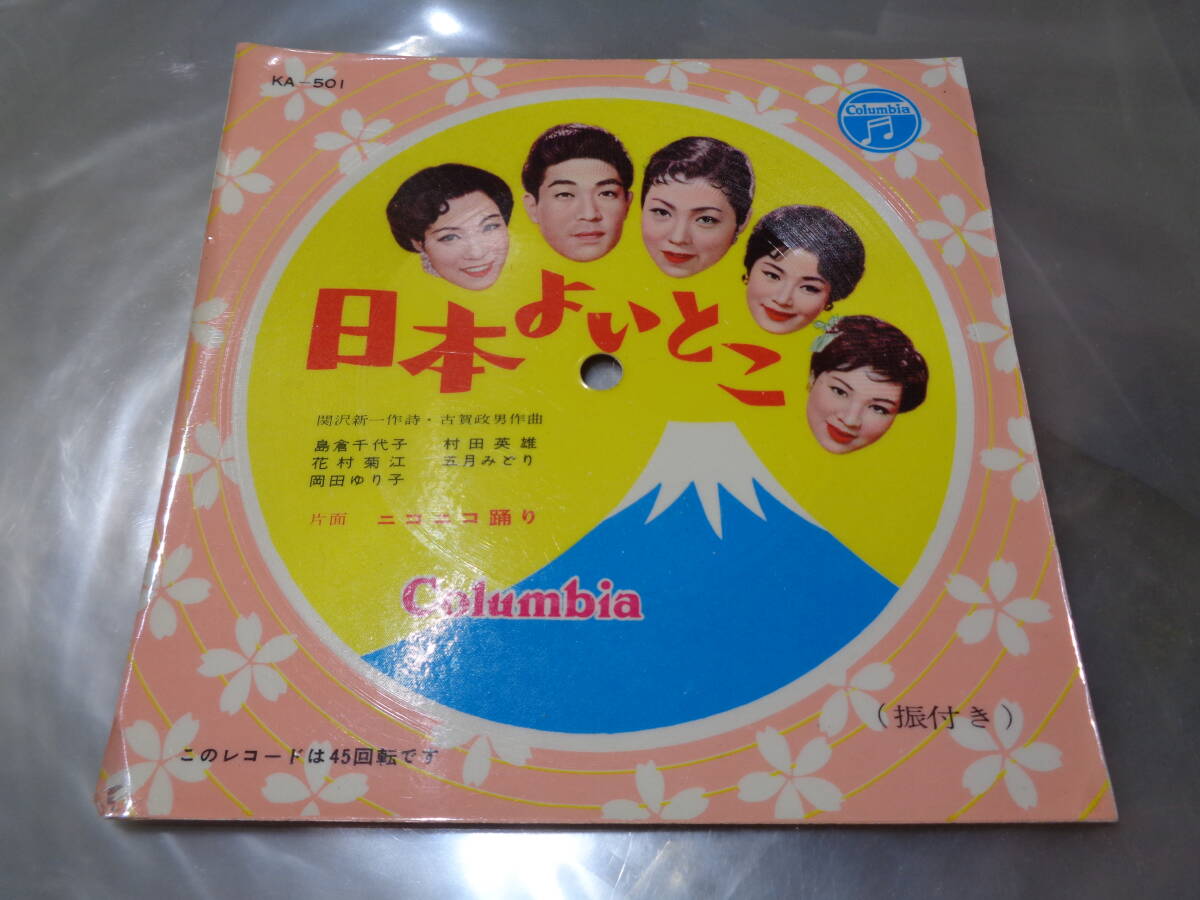 KA-501
Columbia
日本よいとこ
関沢新一作詩・古賀政男作曲
島倉千代子 村田英雄
花村菊江 五月みどり
岡田ゆり子
片面 ニコニコ踊り
Columbia
(振付き)
このレコードは45回転です